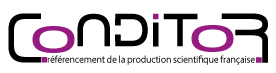 ConDiToR
référencement de la production scientifique française